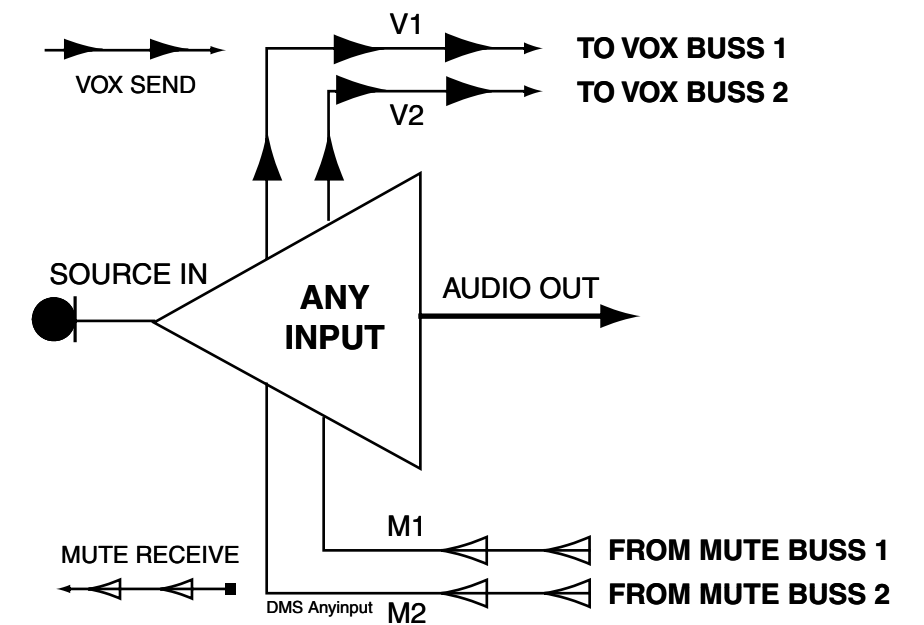 V1
TO VOX BUSS 1
VOX SEND
TO VOX BUSS 2
V2
SOURCE IN
ANY
INPUT
AUDIO OUT
M1
MUTE RECEIVE
FROM MUTE BUSS 1
FROM MUTE BUSS 2
DMS Anyinput
M2